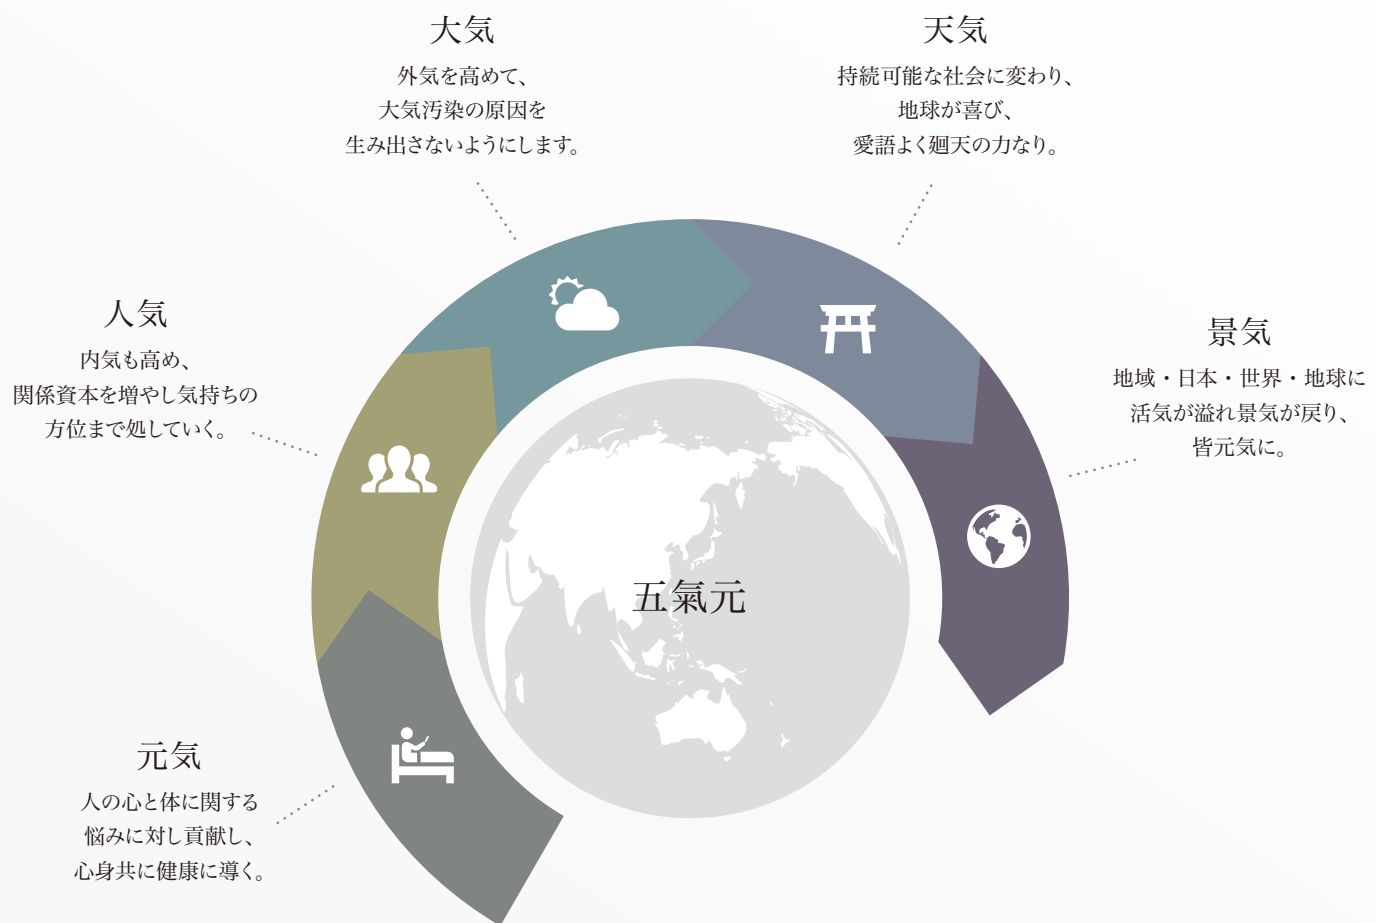 大気
外気を高めて、
大気汚染の原因を
生み出さないようにします。
天気
持続可能な社会に変わり、
地球が喜び、
愛語よく廻天の力なり。
人気
内気も高め、
関係資本を増やし気持ちの
方位まで処していく。
景気
地域・日本・世界・地球に
活気が溢れ景気が戻り、
皆元気に。
五氣元
元気
人の心と体に関する
悩みに対し貢献し、
心身共に健康に導く。